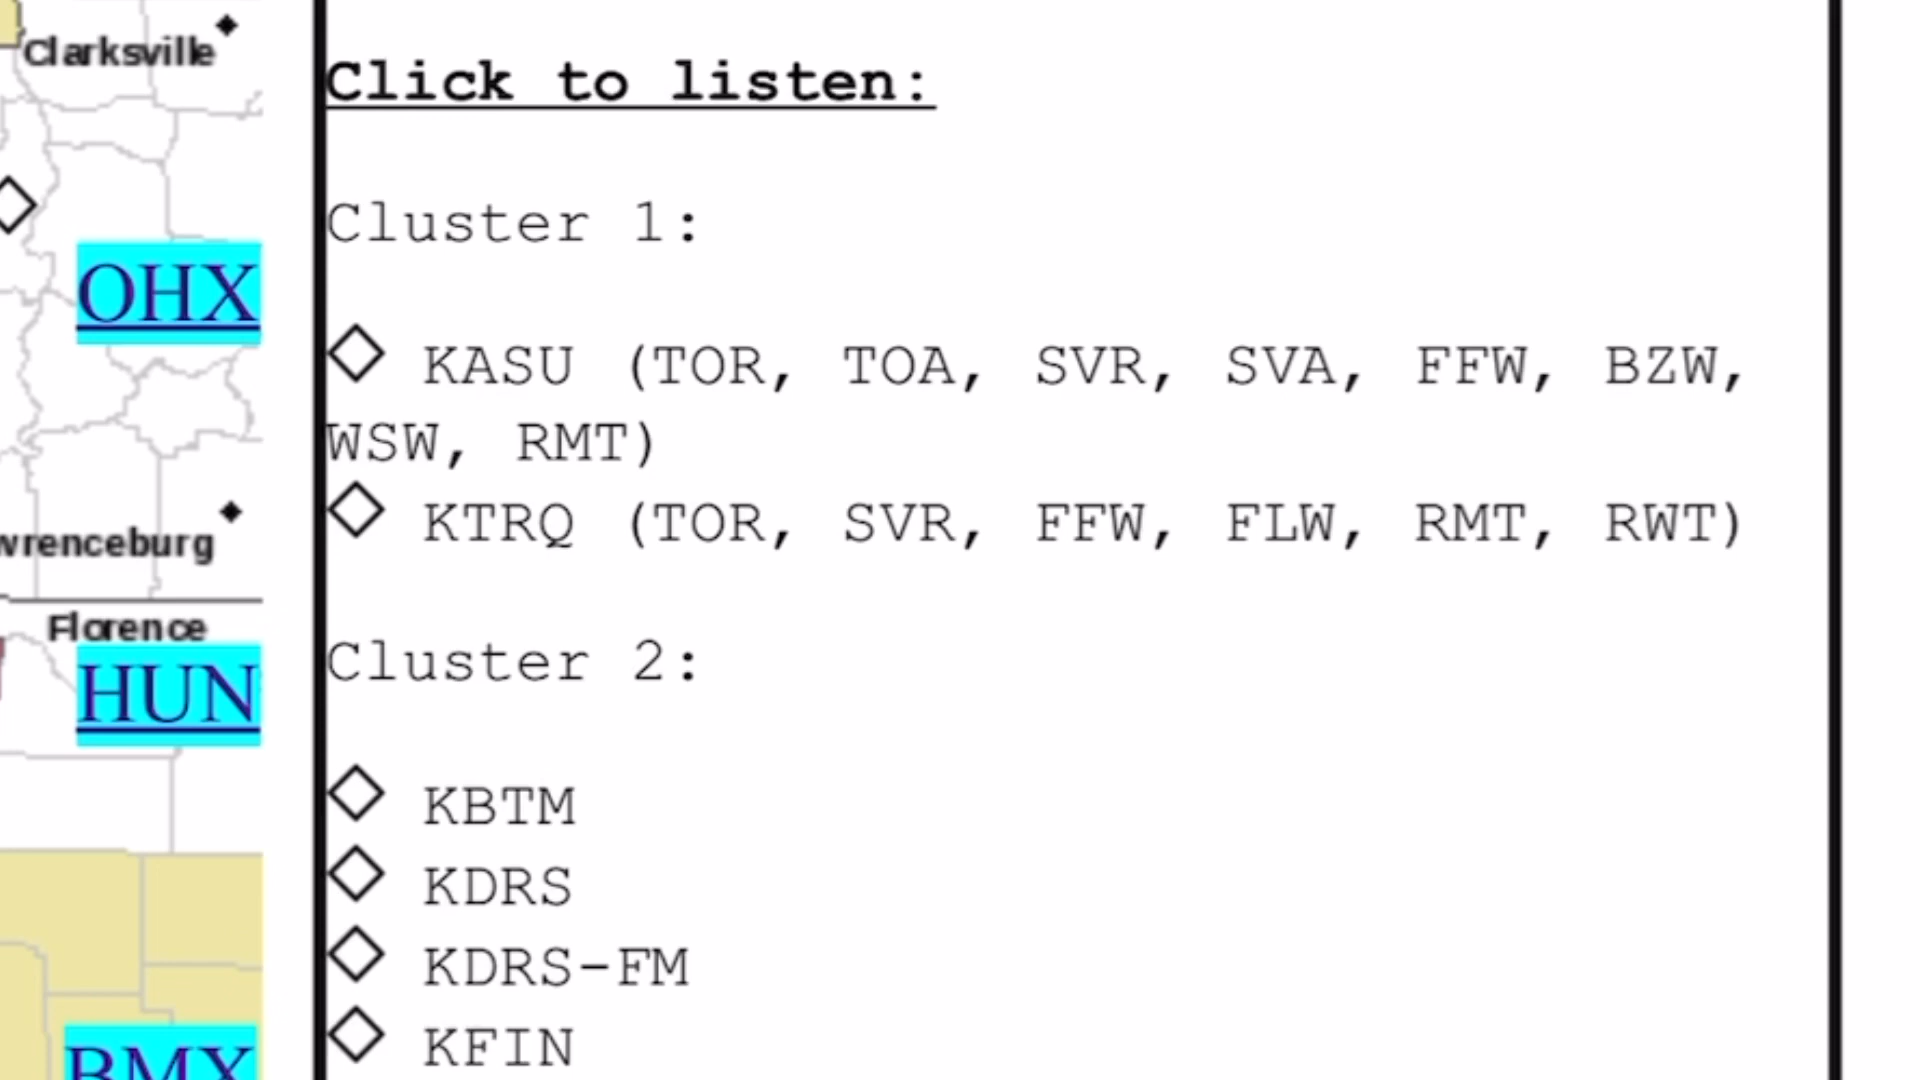 Clarksville
OHX
wrenceburg
Florence
HUN
BMX
Click to listen:
Cluster 1:
KASU (TOR, TOA, SVR, SVA, FFW, BZW,
WSW, RMT)
KTRQ (TOR, SVR, FFW, FLW, RMT, RWT)
Cluster 2:
KBTM
KDRS
KDRS-FM
KFIN